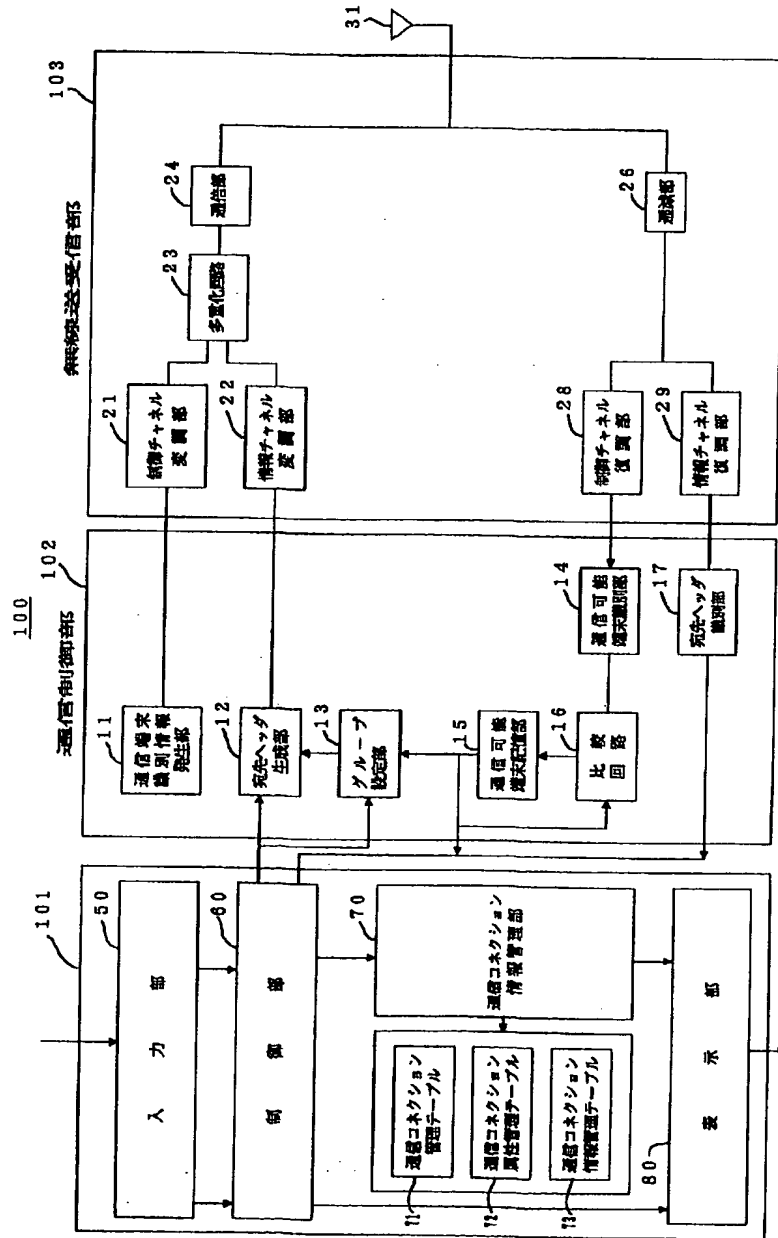 100
101
50
入力部
60
制御部
70
通信コネクション
情報管理部
71
通信コネクション
管理テーブル
72
通信コネクション
属性管理テーブル
73
通信コネクション
情報管理テーブル
80
表示部
通信制御部
102
11
通信端末
識別情報
発生部
12
宛先ヘッダ
生成部
13
グループ
設定部
15
通信可能
端末記憶部
16
比較
回路
14
通信可能
端末識別部
17
宛先ヘッダ
識別部
無線送受信部
103
21
制御チャネル
変調部
22
情報チャネル
変調部
23
多重化回路
24
逓倍部
26
逓減部
28
制御チャネル
復調部
29
情報チャネル
復調部
31